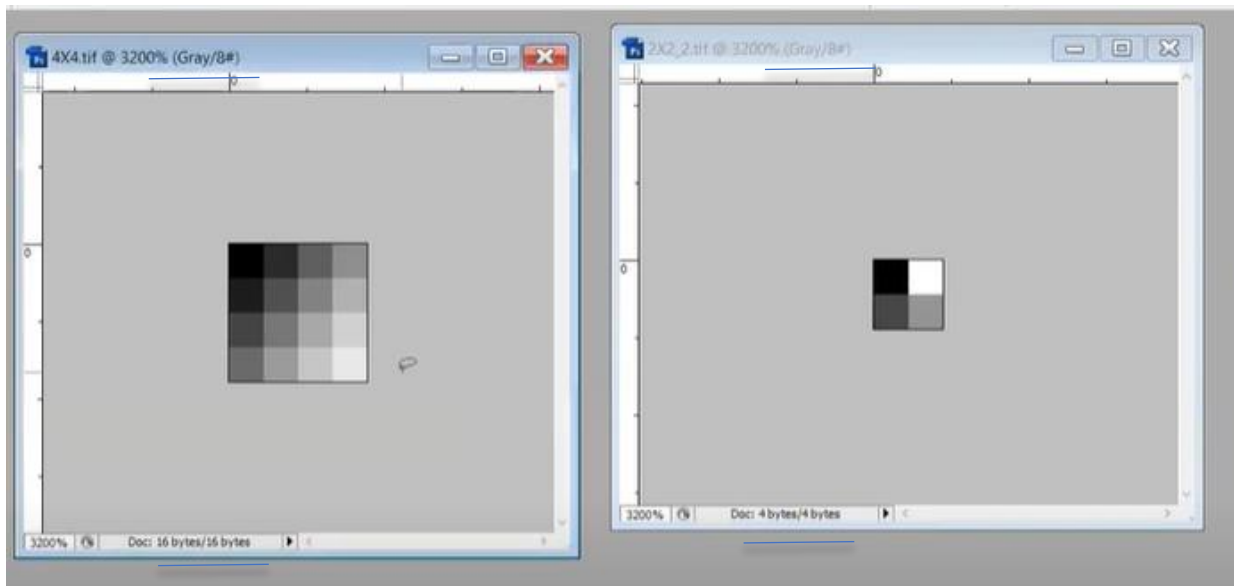 4X4.tif @ 3200% (Gray/8#)
0
0
3200%
Doc: 16 bytes/16 bytes
2X2_2.tif @ 3200% (Gray/8#)
0
0
3200%
Doc: 4 bytes/4 bytes